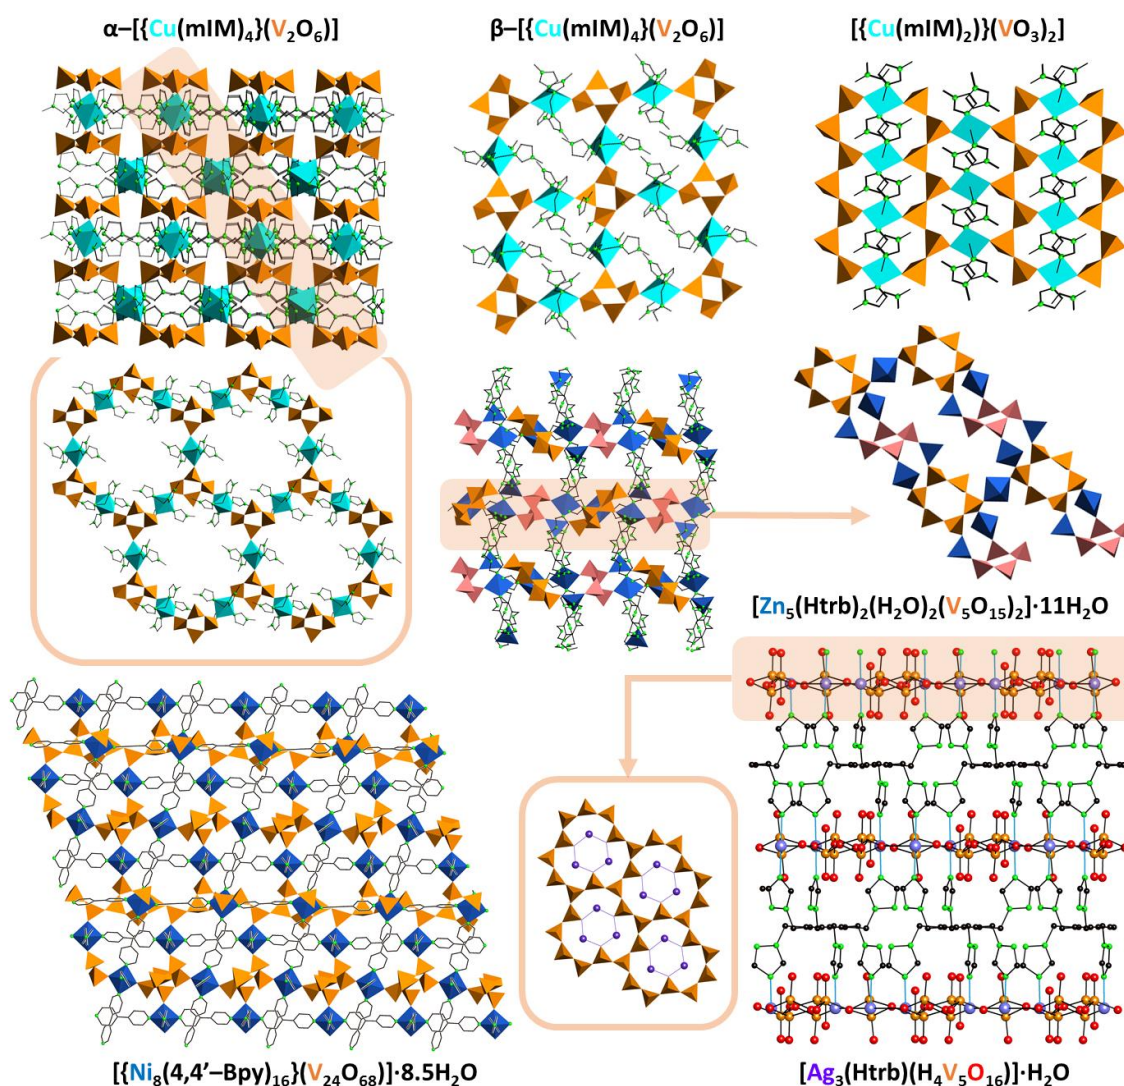 α–[{Cu(mIM)₄}(V₂O₆)]
β–[{Cu(mIM)₄}(V₂O₆)]
[{Cu(mIM)₂)}(VO₃)₂]
[Zn₅(Htrb)₂(H₂O)₂(V₅O₁₅)₂]·11H₂O
[{Ni₈(4,4’–Bpy)₁₆}(V₂₄O₆₈)]·8.5H₂O
[Ag₃(Htrb)(H₄V₅O₁₆)]·H₂O